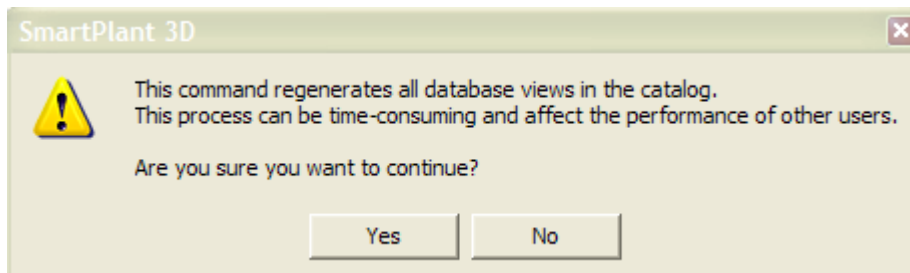 SmartPlant 3D
This command regenerates all database views in the catalog.
This process can be time-consuming and affect the performance of other users.
Are you sure you want to continue?
Yes No